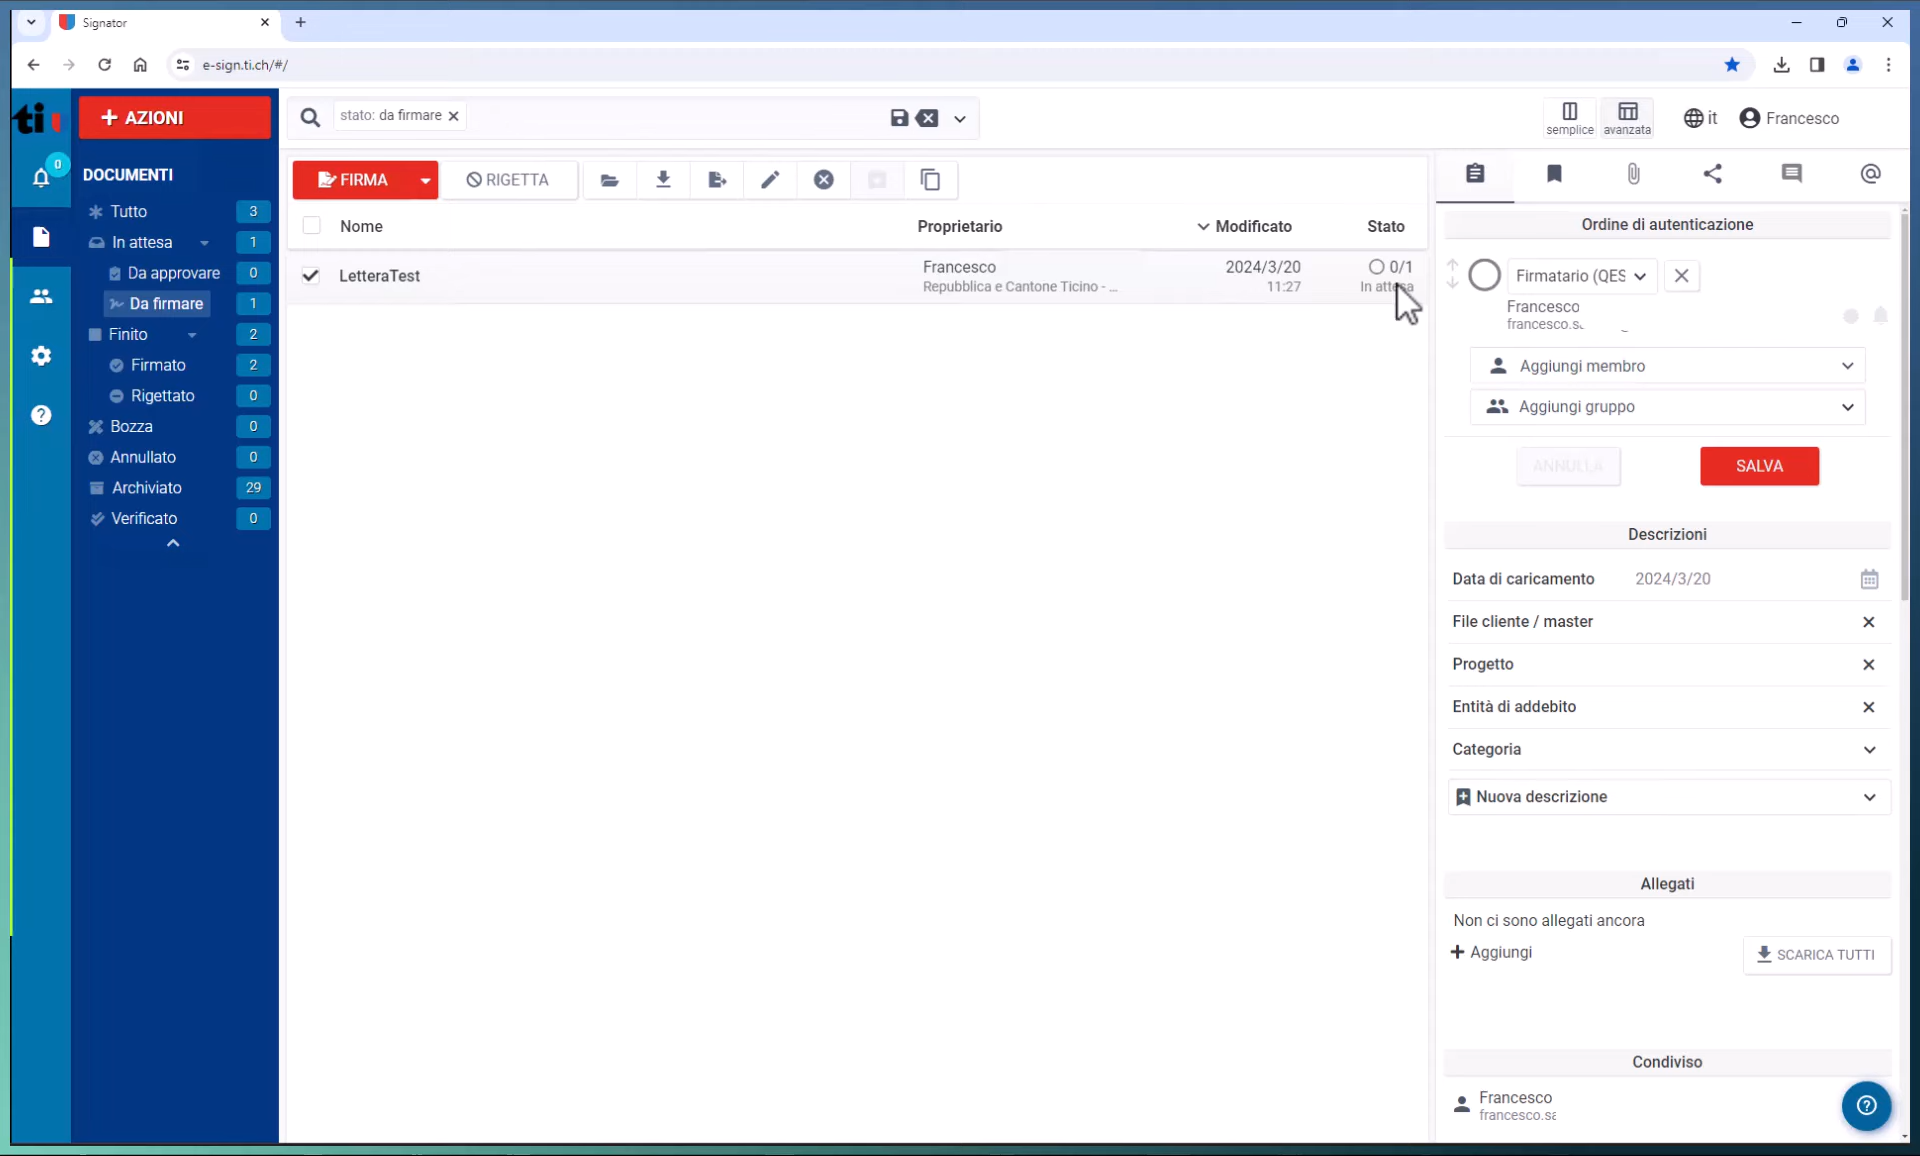 Signator
e-sign.ti.ch/#/
ti
AZIONI
stato: da firmare
semplice
avanzata
it
Francesco
0
DOCUMENTI
Tutto 3
In attesa 1
Da approvare 0
Da firmare 1
Finito 2
Firmato 2
Rigettato 0
Bozza 0
Annullato 0
Archiviato 29
Verificato 0
FIRMA
RIGETTA
Nome Proprietario Modificato Stato
LetteraTest Francesco 2024/3/20 0/1
Repubblica e Cantone Ticino - ... 11:27 In attesa
Ordine di autenticazione
Firmatario (QES
Francesco
Aggiungi membro
Aggiungi gruppo
ANNULLA
SALVA
Descrizioni
Data di caricamento 2024/3/20
File cliente / master
Progetto
Entità di addebito
Categoria
Nuova descrizione
Allegati
Non ci sono allegati ancora
Aggiungi
SCARICA TUTTI
Condiviso
Francesco
francesco.sa